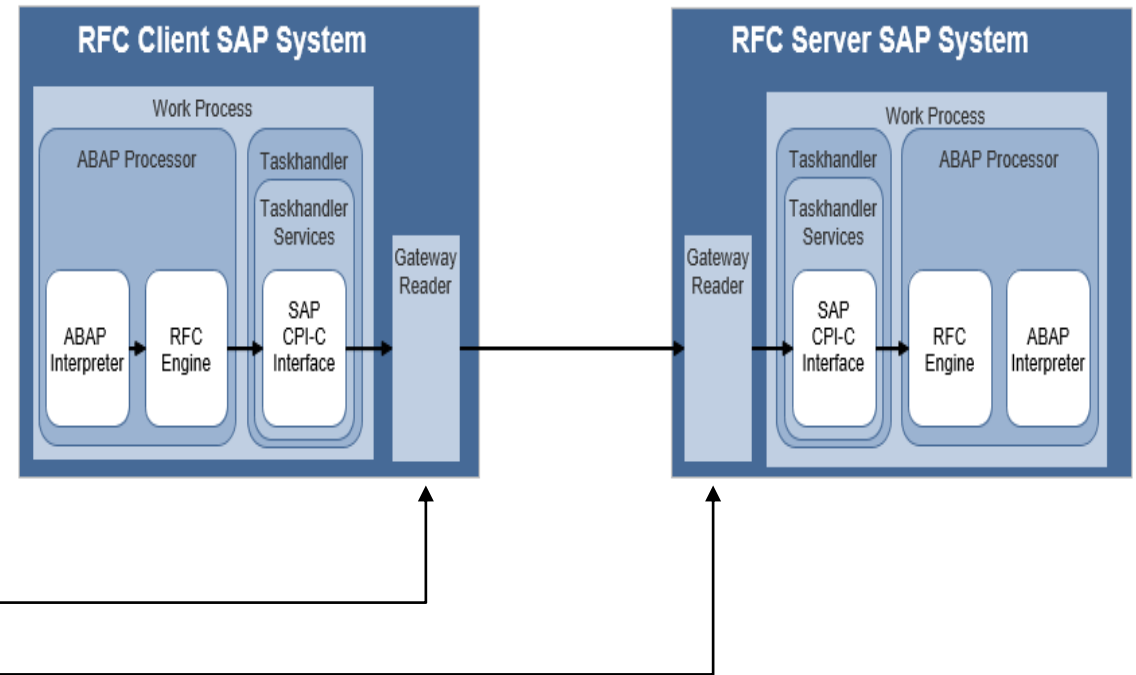 RFC Client SAP System
Work Process
ABAP Processor
Taskhandler
Taskhandler
Services
Gateway
Reader
ABAP
Interpreter
RFC
Engine
SAP
CPI-C
Interface
RFC Server SAP System
Work Process
Taskhandler
ABAP Processor
Taskhandler
Services
Gateway
Reader
SAP
CPI-C
Interface
RFC
Engine
ABAP
Interpreter